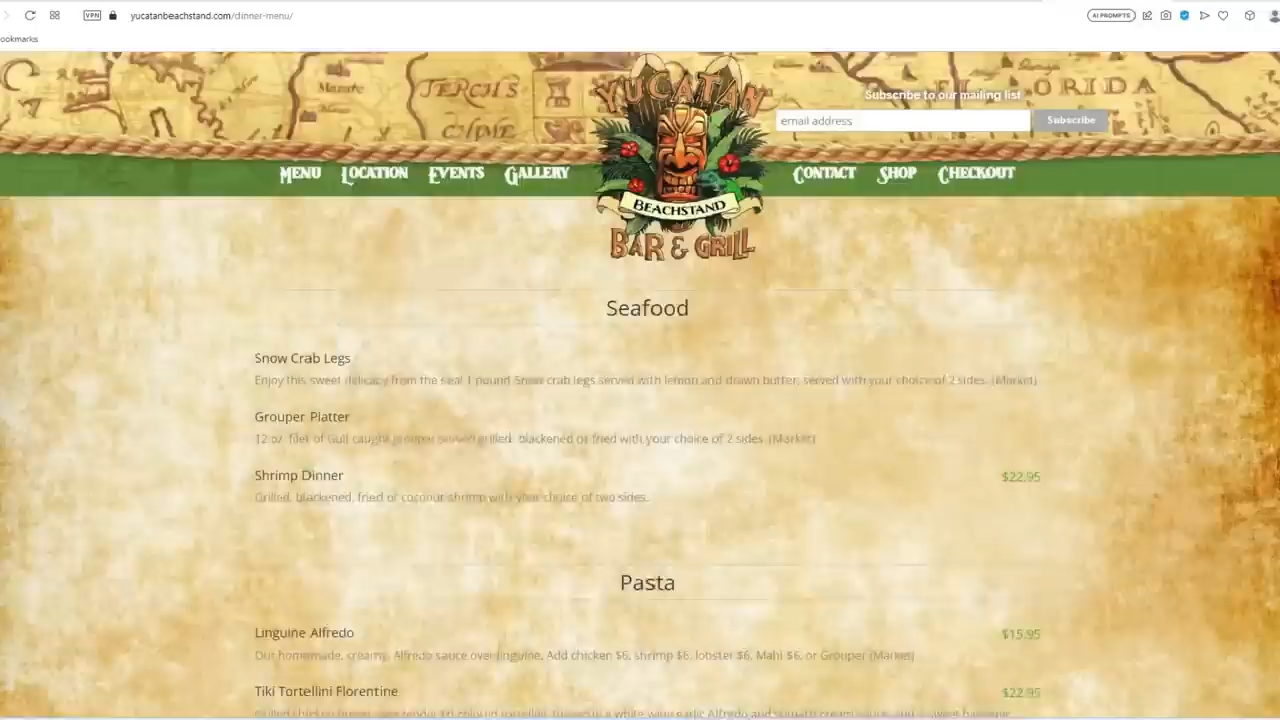 VPN
yucatanbeachstand.com/dinner-menu/
AI PROMPTS
ookmarks
TERCH'S
ORIDA
YUCATAN
BEACHSTAND
BAR & GRILL
Subscribe to our mailing list
email address
Subscribe
MENU LOCATION EVENTS GALLERY
CONTACT SHOP CHECKOUT
Seafood
Snow Crab Legs
Enjoy this sweet delicacy from the sea! 1 pound Snow crab legs served with lemon and drawn butter, served with your choice of 2 sides. (Market)
Grouper Platter
12 oz. filet of Gulf caught grouper served grilled, blackened or fried with your choice of 2 sides. (Market)
Shrimp Dinner
$22.95
Grilled, blackened, fried or coconut shrimp with your choice of two sides.
Pasta
Linguine Alfredo
$15.95
Our homemade, creamy, Alfredo sauce over linguine. Add chicken $6, shrimp $6, lobster $6, Mahi $6, or Grouper (Market)
Tiki Tortellini Florentine
$22.95